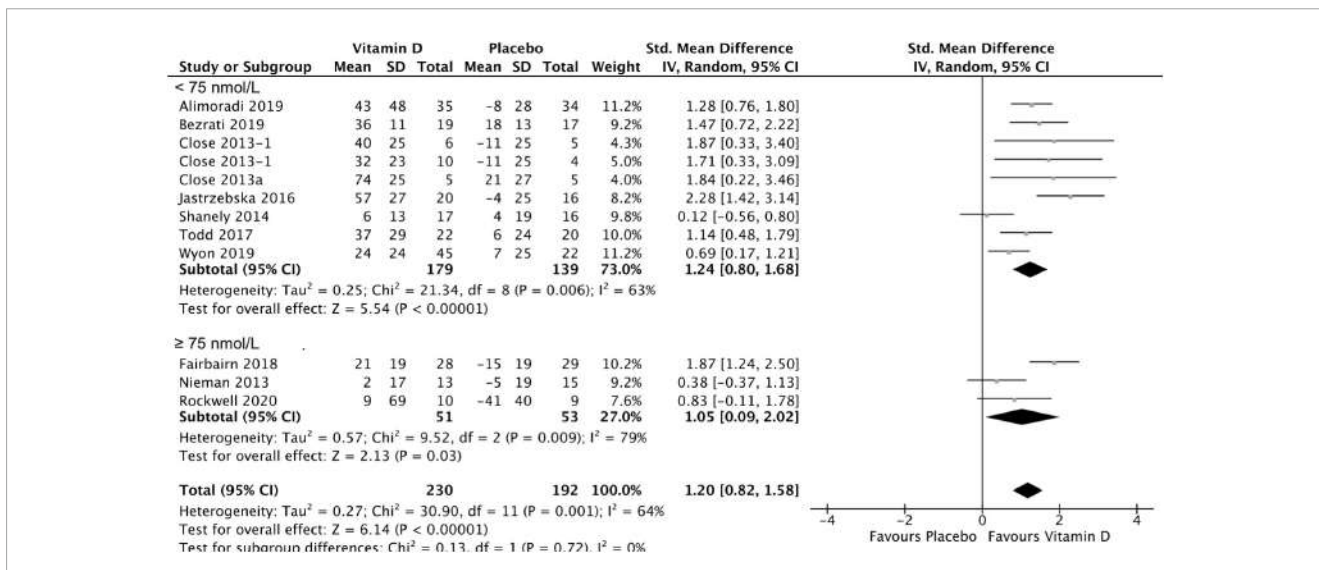 Vitamin D Placebo Std. Mean Difference Std. Mean Difference
Study or Subgroup Mean SD Total Mean SD Total Weight IV, Random, 95% CI IV, Random, 95% CI
< 75 nmol/L
Alimoradi 2019 43 48 35 -8 28 34 11.2% 1.28 [0.76, 1.80]
Bezrati 2019 36 11 19 18 13 17 9.2% 1.47 [0.72, 2.22]
Close 2013-1 40 25 6 -11 25 5 4.3% 1.87 [0.33, 3.40]
Close 2013-1 32 23 10 -11 25 4 5.0% 1.71 [0.33, 3.09]
Close 2013a 74 25 5 21 27 5 4.0% 1.84 [0.22, 3.46]
Jastrzebska 2016 57 27 20 -4 25 16 8.2% 2.28 [1.42, 3.14]
Shanely 2014 6 13 17 4 19 16 9.8% 0.12 [-0.56, 0.80]
Todd 2017 37 29 22 6 24 20 10.0% 1.14 [0.48, 1.79]
Wyon 2019 24 24 45 7 25 22 11.2% 0.69 [0.17, 1.21]
Subtotal (95% CI) 179 139 73.0% 1.24 [0.80, 1.68]
Heterogeneity: Tau² = 0.25; Chi² = 21.34, df = 8 (P = 0.006); I² = 63%
Test for overall effect: Z = 5.54 (P < 0.00001)
≥ 75 nmol/L
Fairbairn 2018 21 19 28 -15 19 29 10.2% 1.87 [1.24, 2.50]
Nieman 2013 2 17 13 -5 19 15 9.2% 0.38 [-0.37, 1.13]
Rockwell 2020 9 69 10 -41 40 9 7.6% 0.83 [-0.11, 1.78]
Subtotal (95% CI) 51 53 27.0% 1.05 [0.09, 2.02]
Heterogeneity: Tau² = 0.57; Chi² = 9.52, df = 2 (P = 0.009); I² = 79%
Test for overall effect: Z = 2.13 (P = 0.03)
Total (95% CI) 230 192 100.0% 1.20 [0.82, 1.58]
Heterogeneity: Tau² = 0.27; Chi² = 30.90, df = 11 (P = 0.001); I² = 64%
Test for overall effect: Z = 6.14 (P < 0.00001)
Test for subgroup differences: Chi² = 0.13, df = 1 (P = 0.72), I² = 0%
-4 -2 0 2 4
Favours Placebo Favours Vitamin D